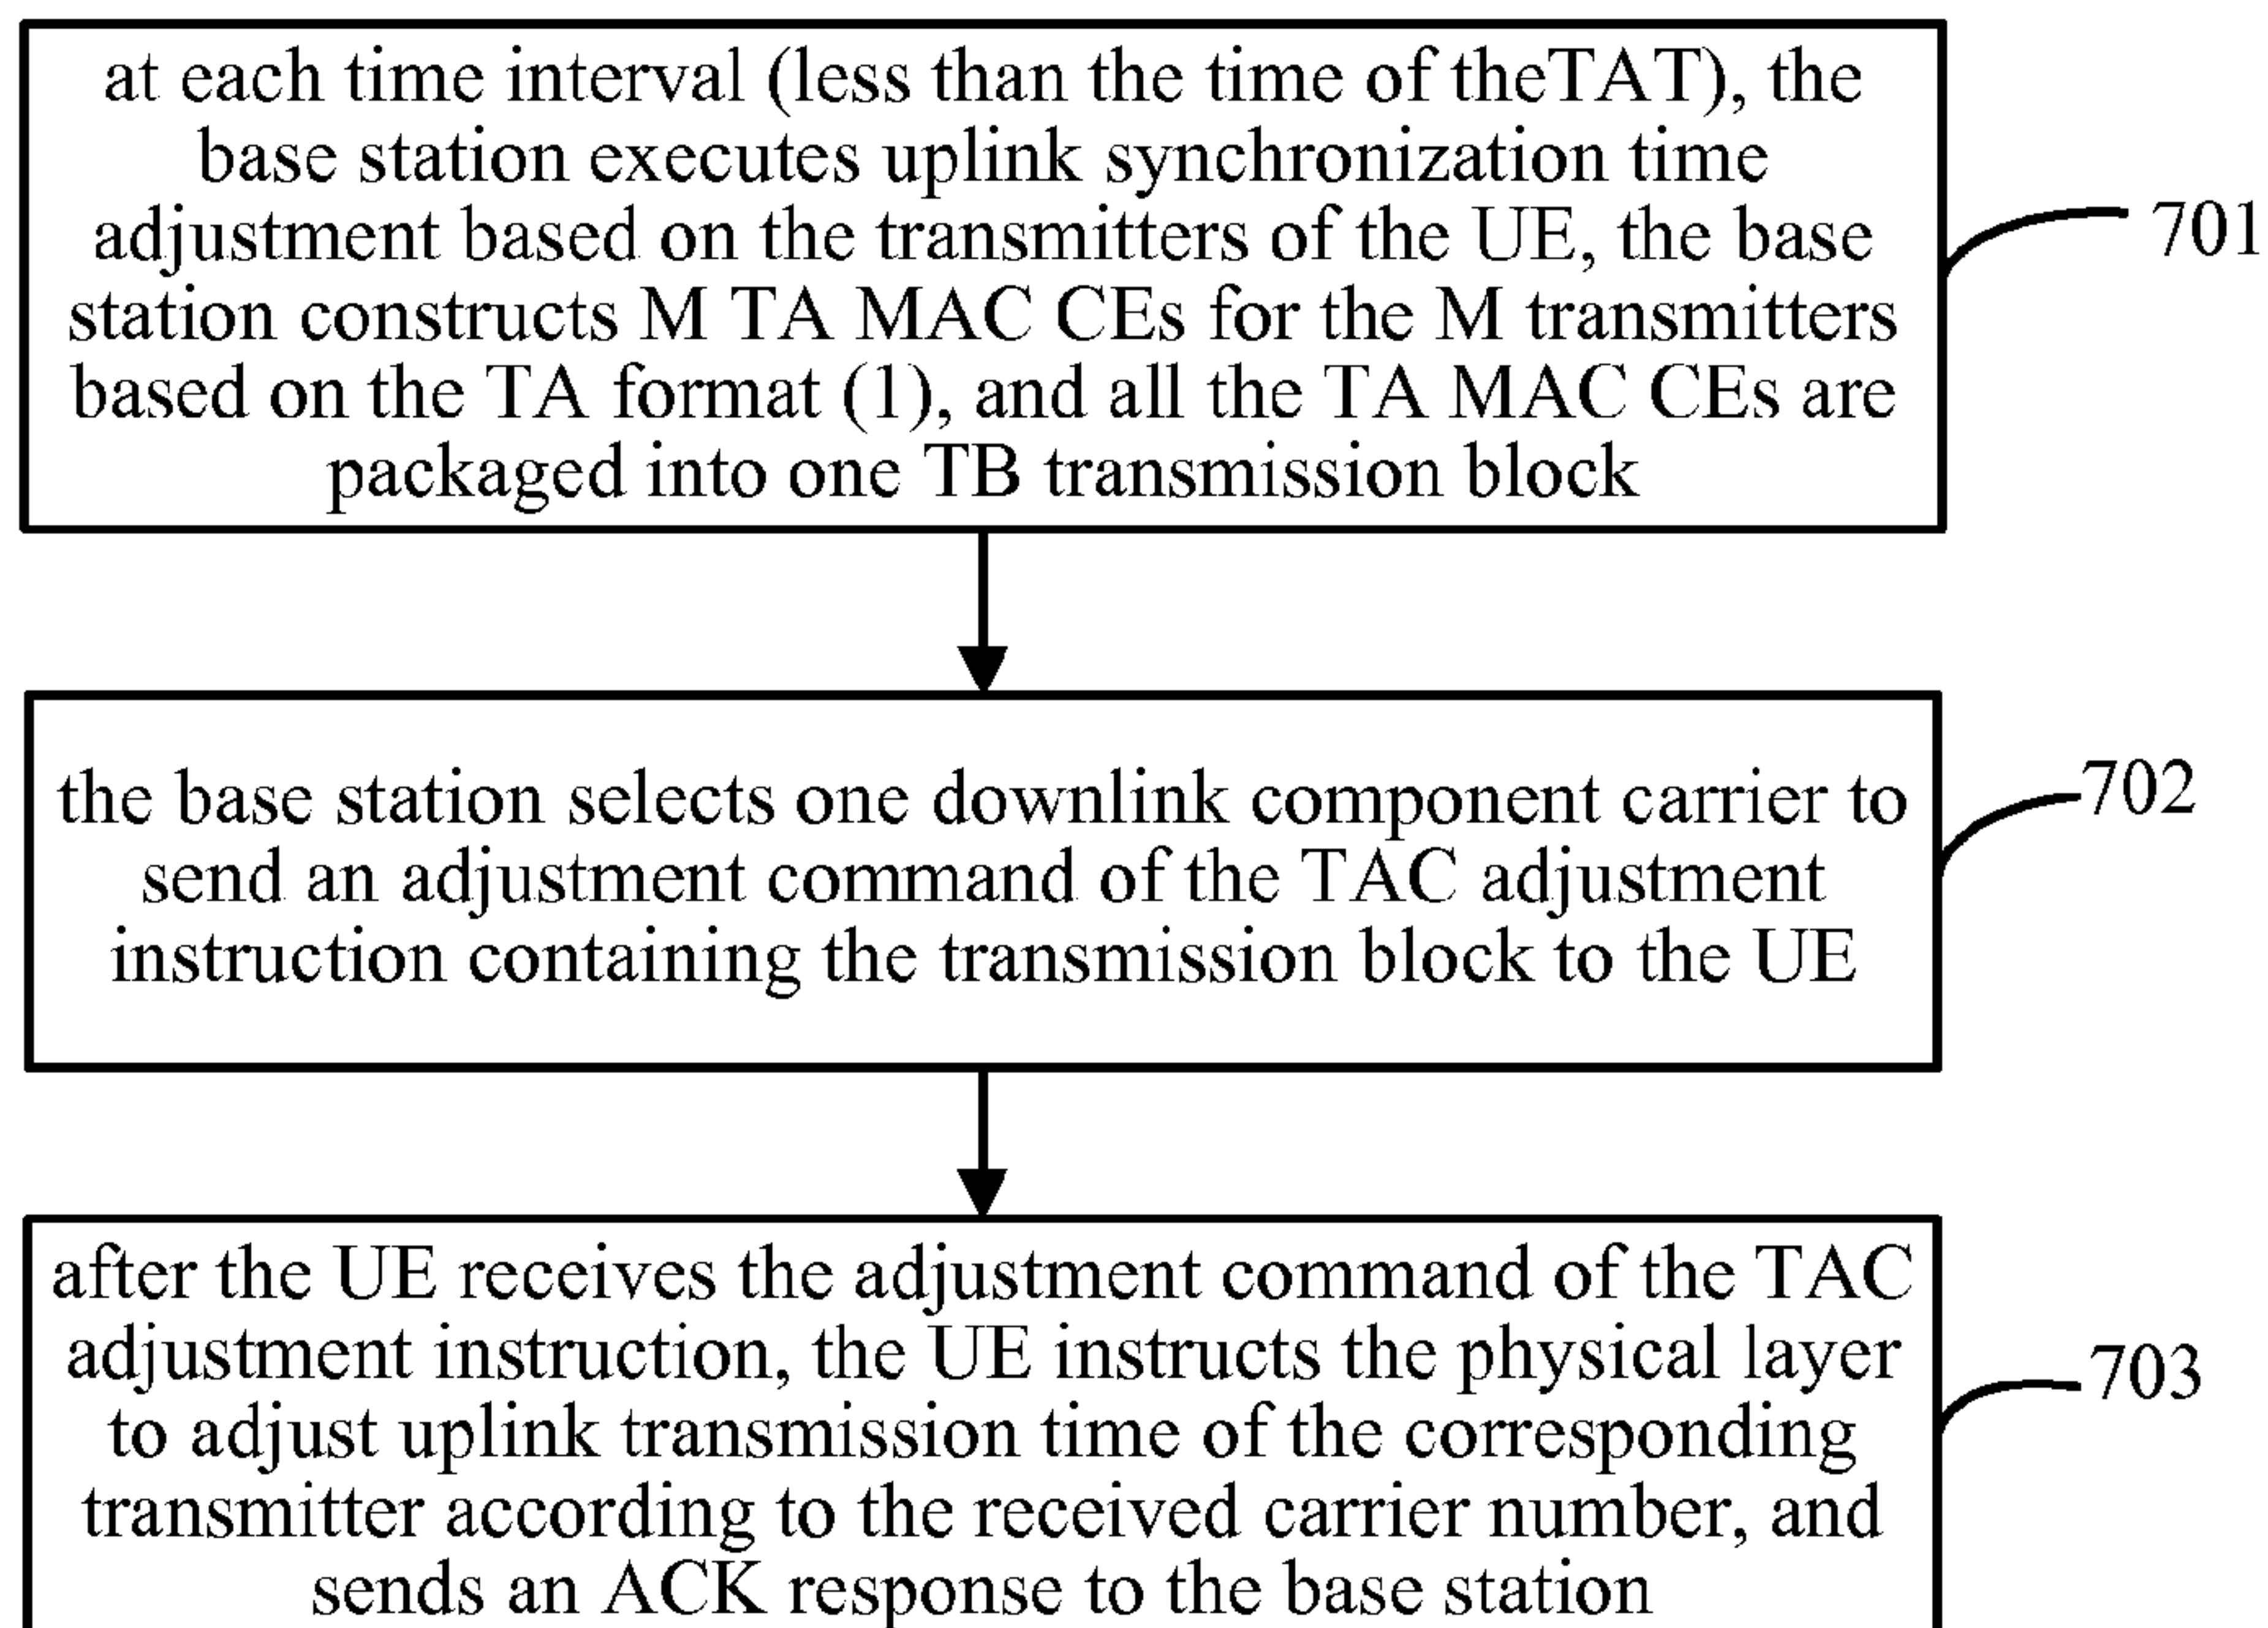 at each time interval (less than the time of theTAT), the
base station executes uplink synchronization time
adjustment based on the transmitters of the UE, the base
station constructs M TA MAC CEs for the M transmitters
based on the TA format (1), and all the TA MAC CEs are
packaged into one TB transmission block
701
the base station selects one downlink component carrier to
send an adjustment command of the TAC adjustment
instruction containing the transmission block to the UE
702
after the UE receives the adjustment command of the TAC
adjustment instruction, the UE instructs the physical layer
to adjust uplink transmission time of the corresponding
transmitter according to the received carrier number, and
sends an ACK response to the base station
703